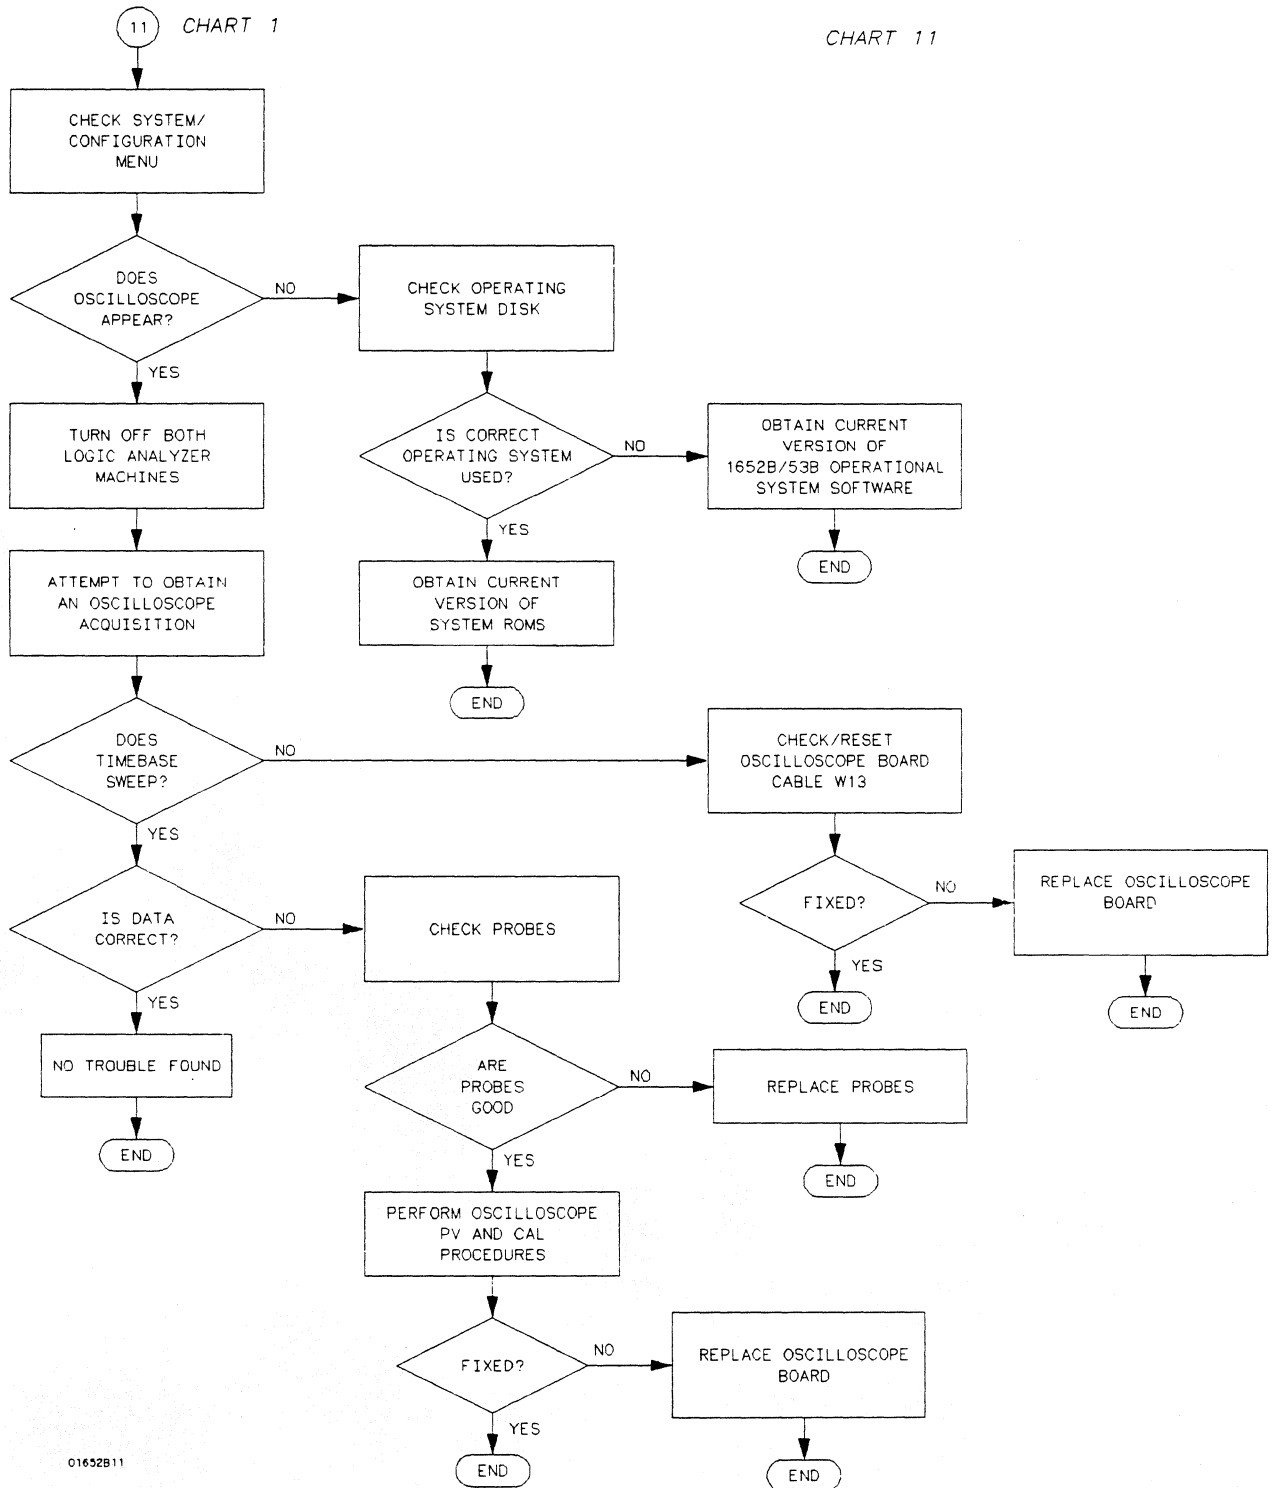 11 CHART 1
CHART 11
CHECK SYSTEM/
CONFIGURATION
MENU
DOES
OSCILLOSCOPE
APPEAR?
NO
CHECK OPERATING
SYSTEM DISK
YES
TURN OFF BOTH
LOGIC ANALYZER
MACHINES
IS CORRECT
OPERATING SYSTEM
USED?
NO
OBTAIN CURRENT
VERSION OF
1652B/53B OPERATIONAL
SYSTEM SOFTWARE
YES
END
ATTEMPT TO OBTAIN
AN OSCILLOSCOPE
ACQUISITION
OBTAIN CURRENT
VERSION OF
SYSTEM ROMS
END
DOES
TIMEBASE
SWEEP?
NO
CHECK/RESET
OSCILLOSCOPE BOARD
CABLE W13
YES
FIXED?
NO
REPLACE OSCILLOSCOPE
BOARD
YES
END
END
IS DATA
CORRECT?
NO
CHECK PROBES
YES
NO TROUBLE FOUND
END
ARE
PROBES
GOOD
NO
REPLACE PROBES
END
YES
PERFORM OSCILLOSCOPE
PV AND CAL
PROCEDURES
FIXED?
NO
REPLACE OSCILLOSCOPE
BOARD
YES
END
END
01652B11